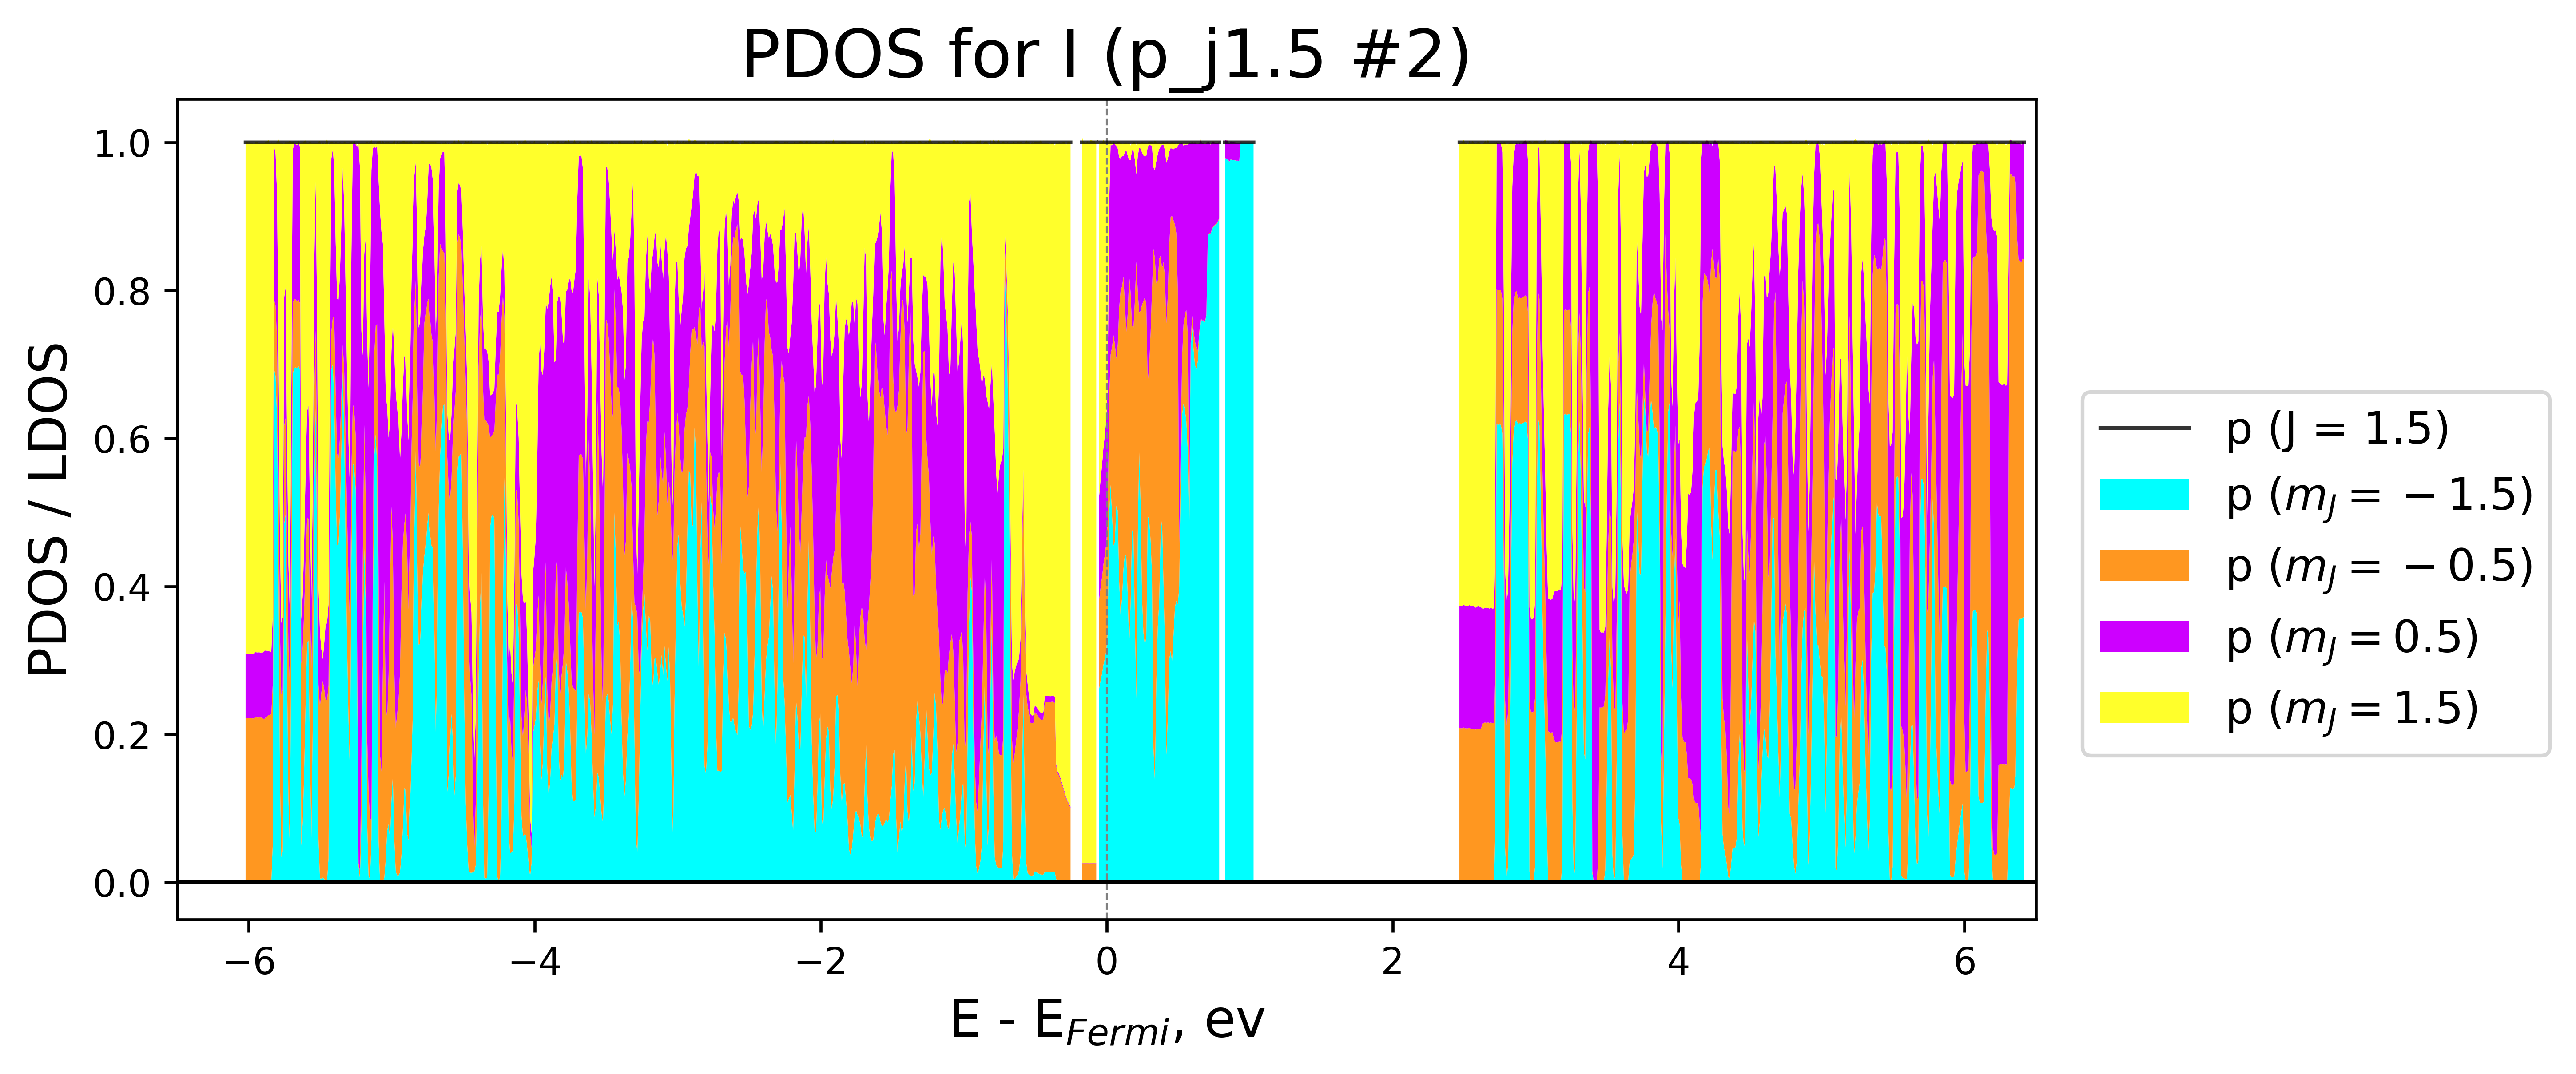 PDOS for I (p_j1.5 #2)
PDOS / LDOS
1.0
0.8
0.6
0.4
0.2
0.0
−6 −4 −2 0 2 4 6
E - E_Fermi, ev
p (J = 1.5)
p (m_J = −1.5)
p (m_J = −0.5)
p (m_J = 0.5)
p (m_J = 1.5)